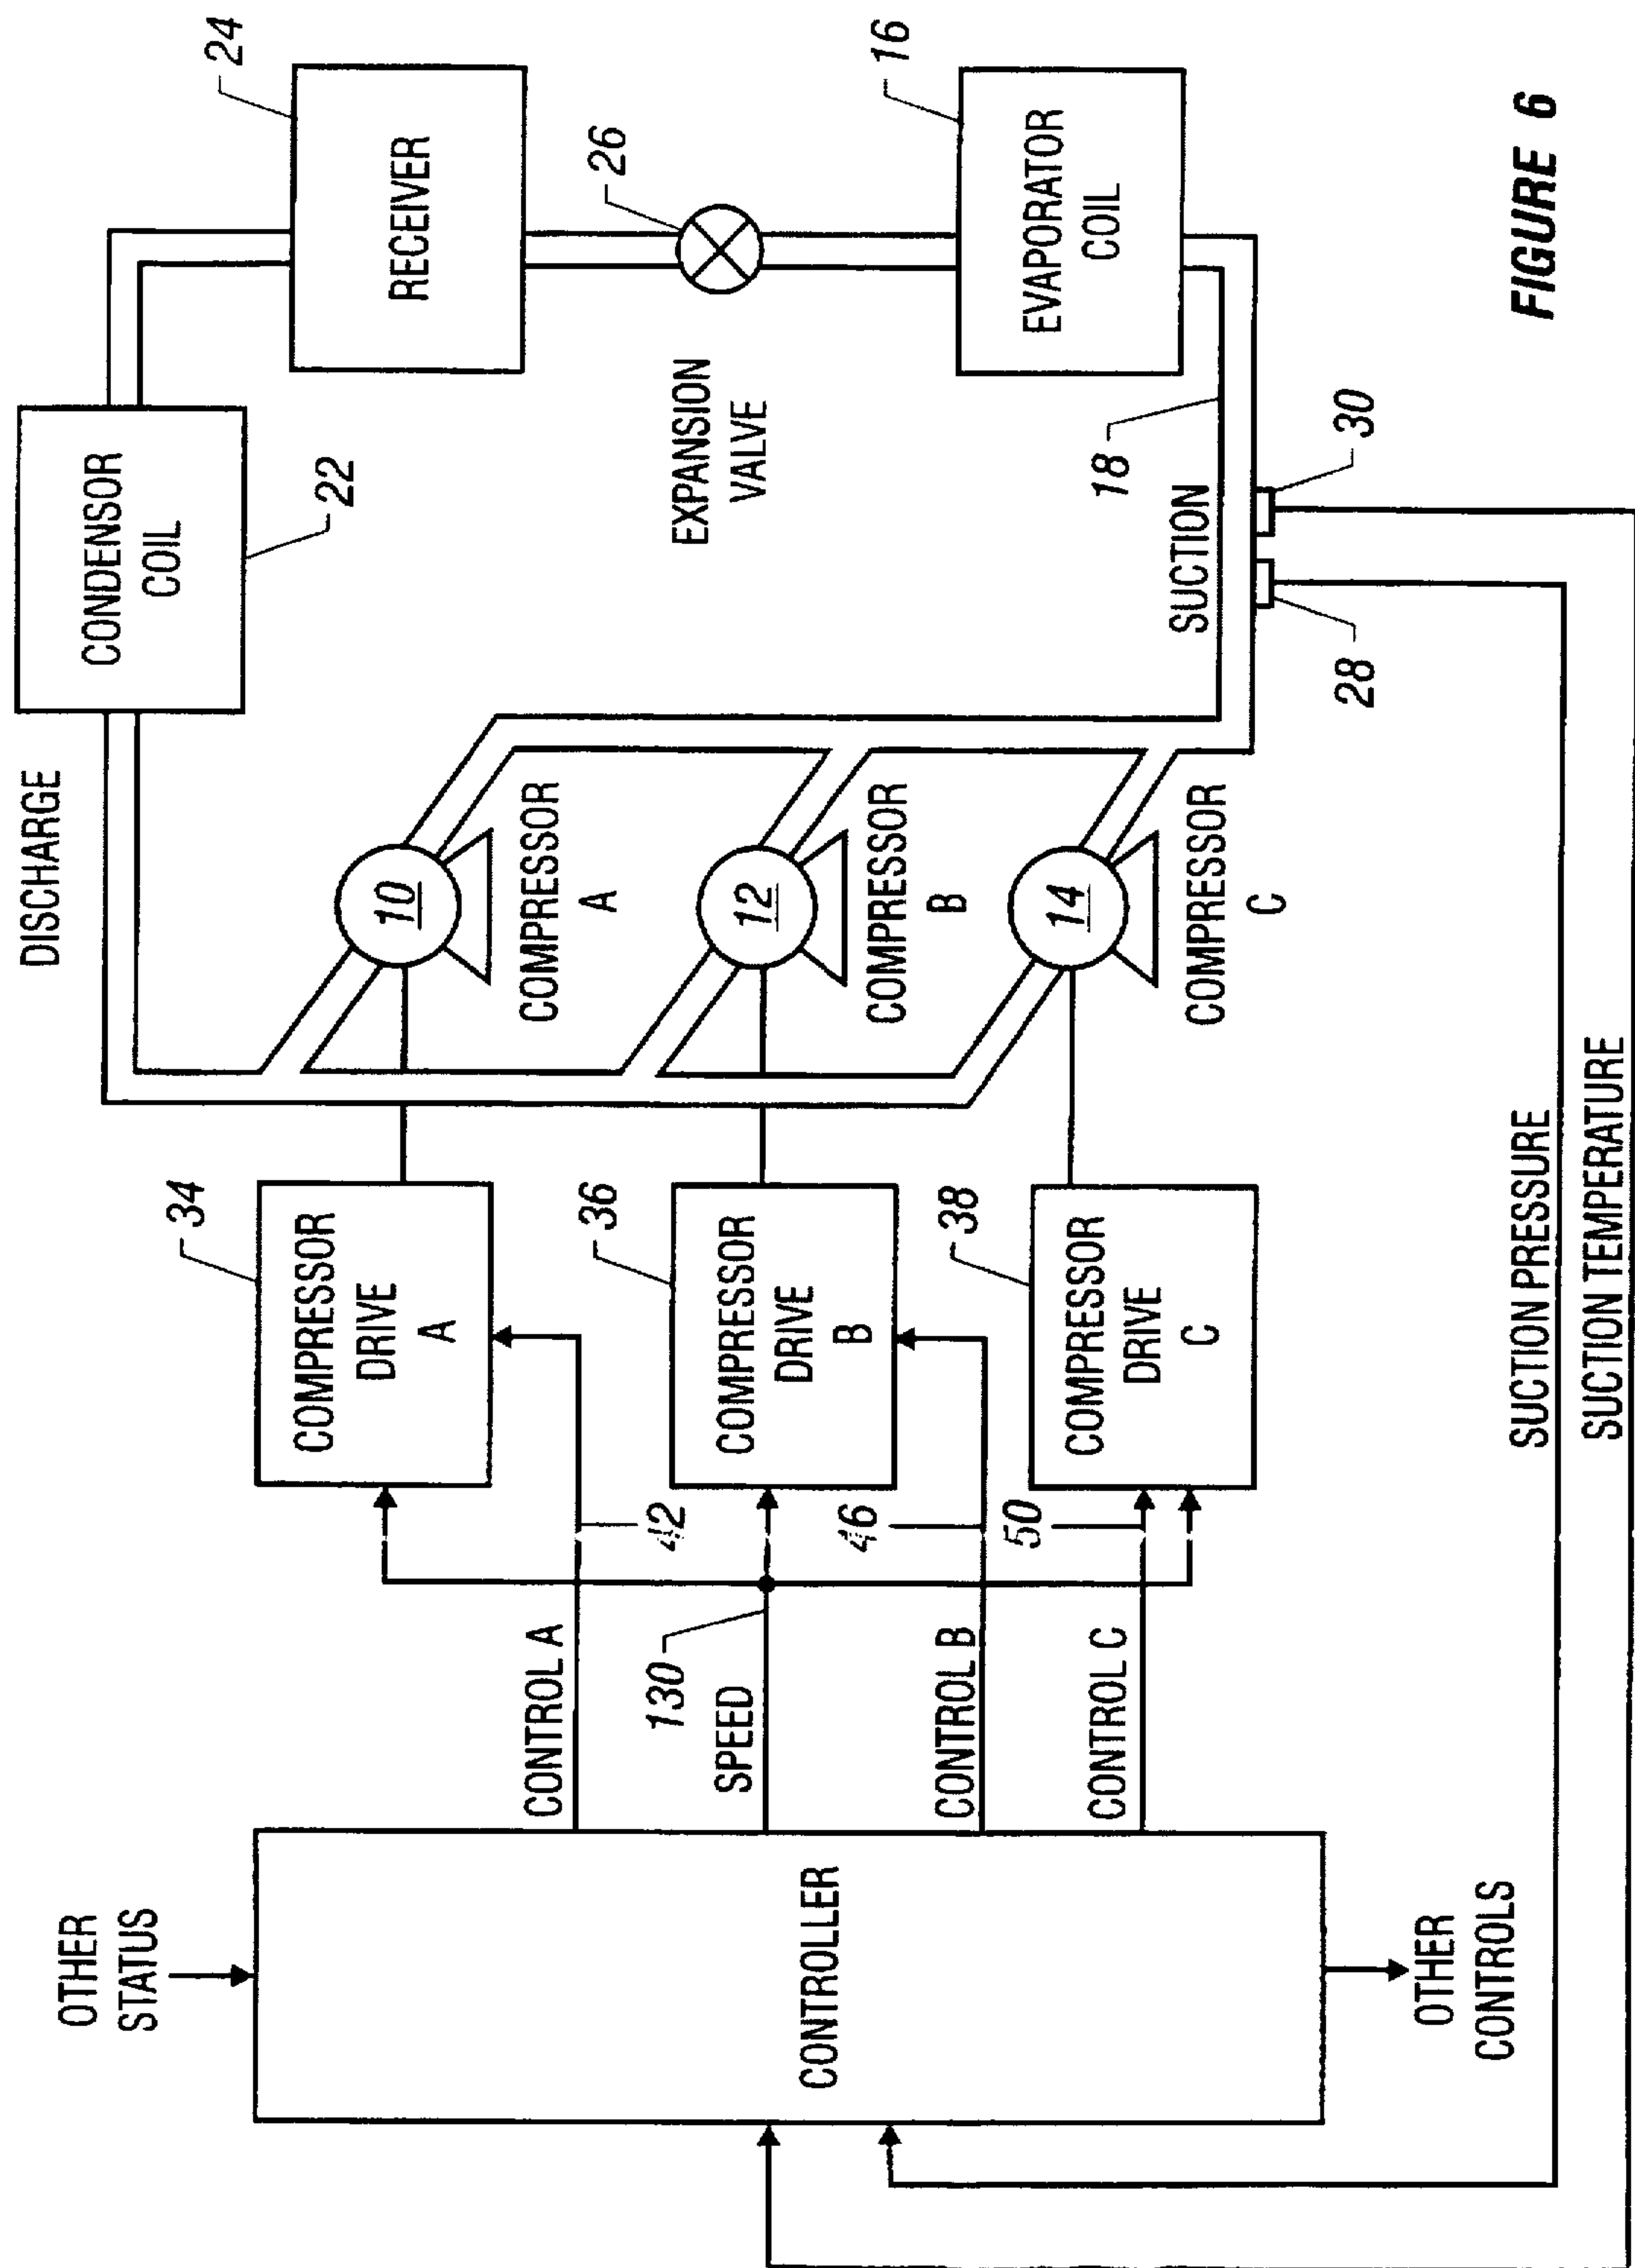 OTHER
STATUS
CONTROLLER
OTHER
CONTROLS
CONTROL A
130
SPEED
CONTROL B
CONTROL C
42
46
50
34
COMPRESSOR
DRIVE
A
36
COMPRESSOR
DRIVE
B
38
COMPRESSOR
DRIVE
C
SUCTION PRESSURE
SUCTION TEMPERATURE
DISCHARGE
10
COMPRESSOR
A
12
COMPRESSOR
B
14
COMPRESSOR
C
CONDENSOR
COIL
22
24
RECEIVER
26
EXPANSION
VALVE
16
EVAPORATOR
COIL
18
SUCTION
28
30
FIGURE 6